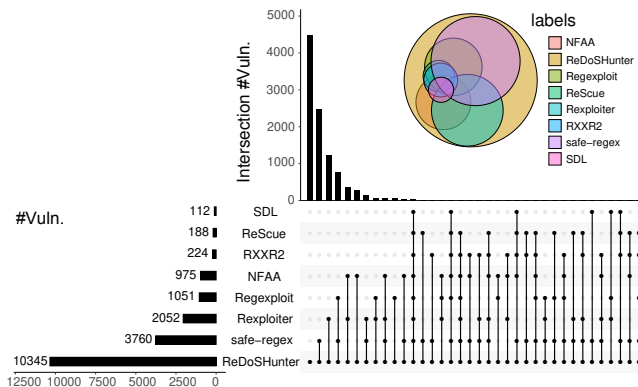 5000
4000
3000
2000
1000
0
Intersection #Vuln.
labels
NFAA
ReDoSHunter
Regexploit
ReScue
Rexploiter
RXXR2
safe−regex
SDL
#Vuln.
112 SDL
188 ReScue
224 RXXR2
975 NFAA
1051 Regexploit
2052 Rexploiter
3760 safe−regex
10345 ReDoSHunter
12500 10000 7500 5000 2500 0